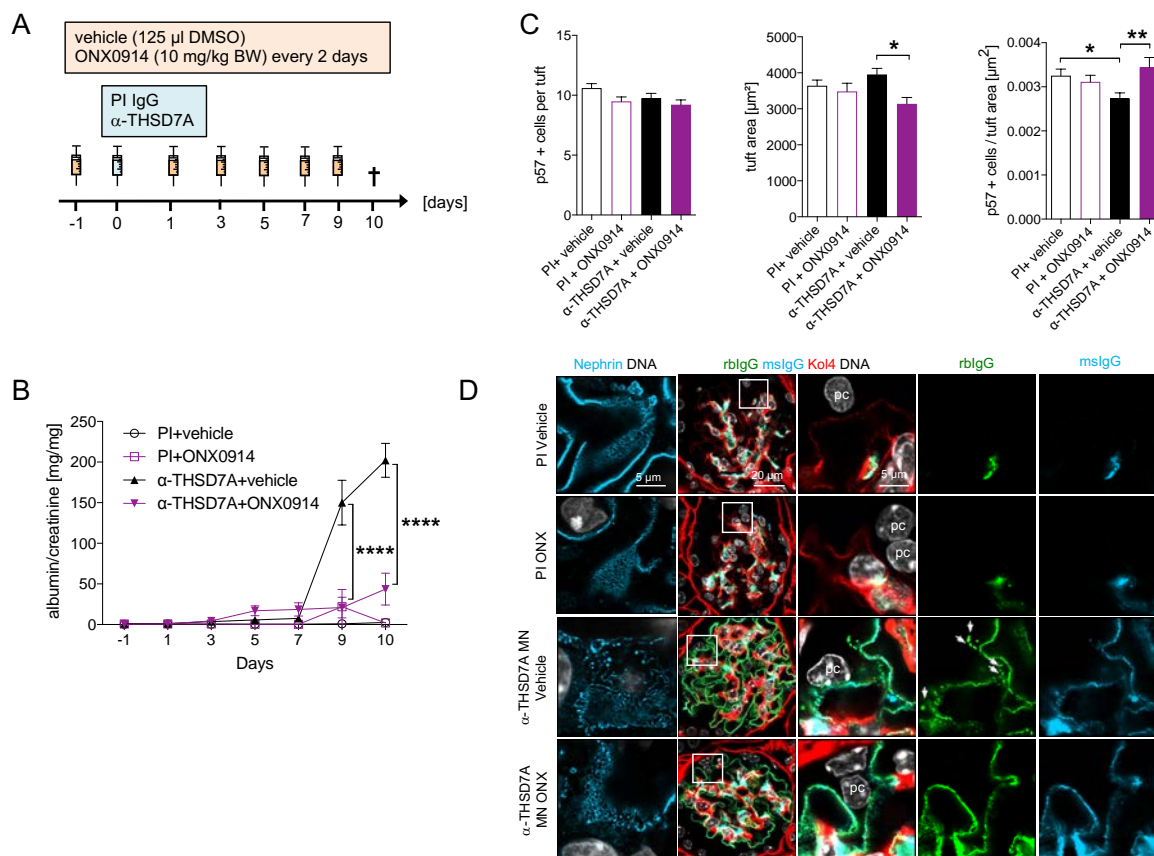 A
vehicle (125 µl DMSO)
ONX0914 (10 mg/kg BW) every 2 days
PI IgG
α-THSD7A
[days]
-1 0 1 3 5 7 9 10
B
albumin/creatinine [mg/mg]
250
200
150
100
50
0
PI+vehicle
PI+ONX0914
α-THSD7A+vehicle
α-THSD7A+ONX0914
****
****
-1 1 3 5 7 9 10
Days
C
p57 + cells per tuft
15
10
5
0
PI+ vehicle
PI + ONX0914
α-THSD7A + vehicle
α-THSD7A + ONX0914
tuft area [µm²]
5000
4000
3000
2000
1000
0
*
PI+ vehicle
PI + ONX0914
α-THSD7A + vehicle
α-THSD7A + ONX0914
p57 + cells / tuft area [µm²]
0.004
0.003
0.002
0.001
0.000
* **
PI+ vehicle
PI + ONX0914
α-THSD7A + vehicle
α-THSD7A + ONX0914
D
Nephrin DNA
rbIgG msIgG Kol4 DNA
rbIgG
msIgG
PI Vehicle
5 µm
20 µm
pc
5 µm
PI ONX
pc
pc
α-THSD7A MN
Vehicle
pc
α-THSD7A
MN ONX
pc